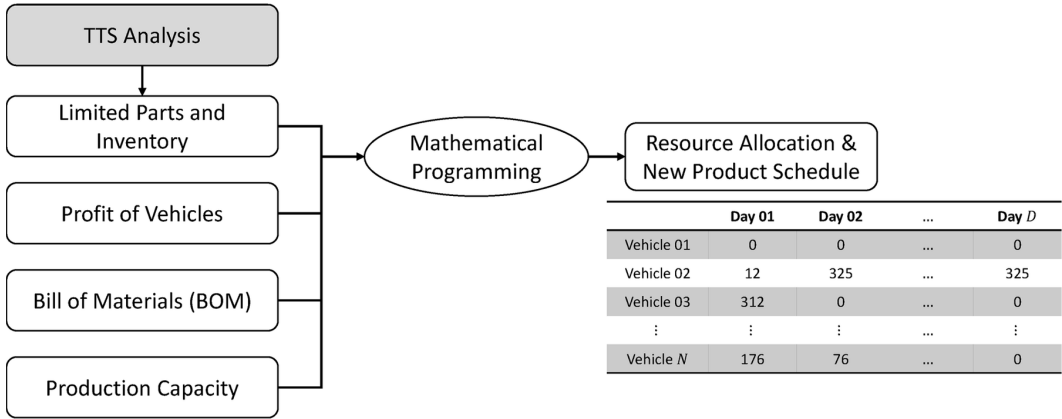 TTS Analysis
Limited Parts and
Inventory
Profit of Vehicles
Bill of Materials (BOM)
Production Capacity
Mathematical
Programming
Resource Allocation &
New Product Schedule
Day 01 Day 02 ... Day D
Vehicle 01 0 0 ... 0
Vehicle 02 12 325 ... 325
Vehicle 03 312 0 ... 0
⋮ ⋮ ⋮ ... ⋮
Vehicle N 176 76 ... 0